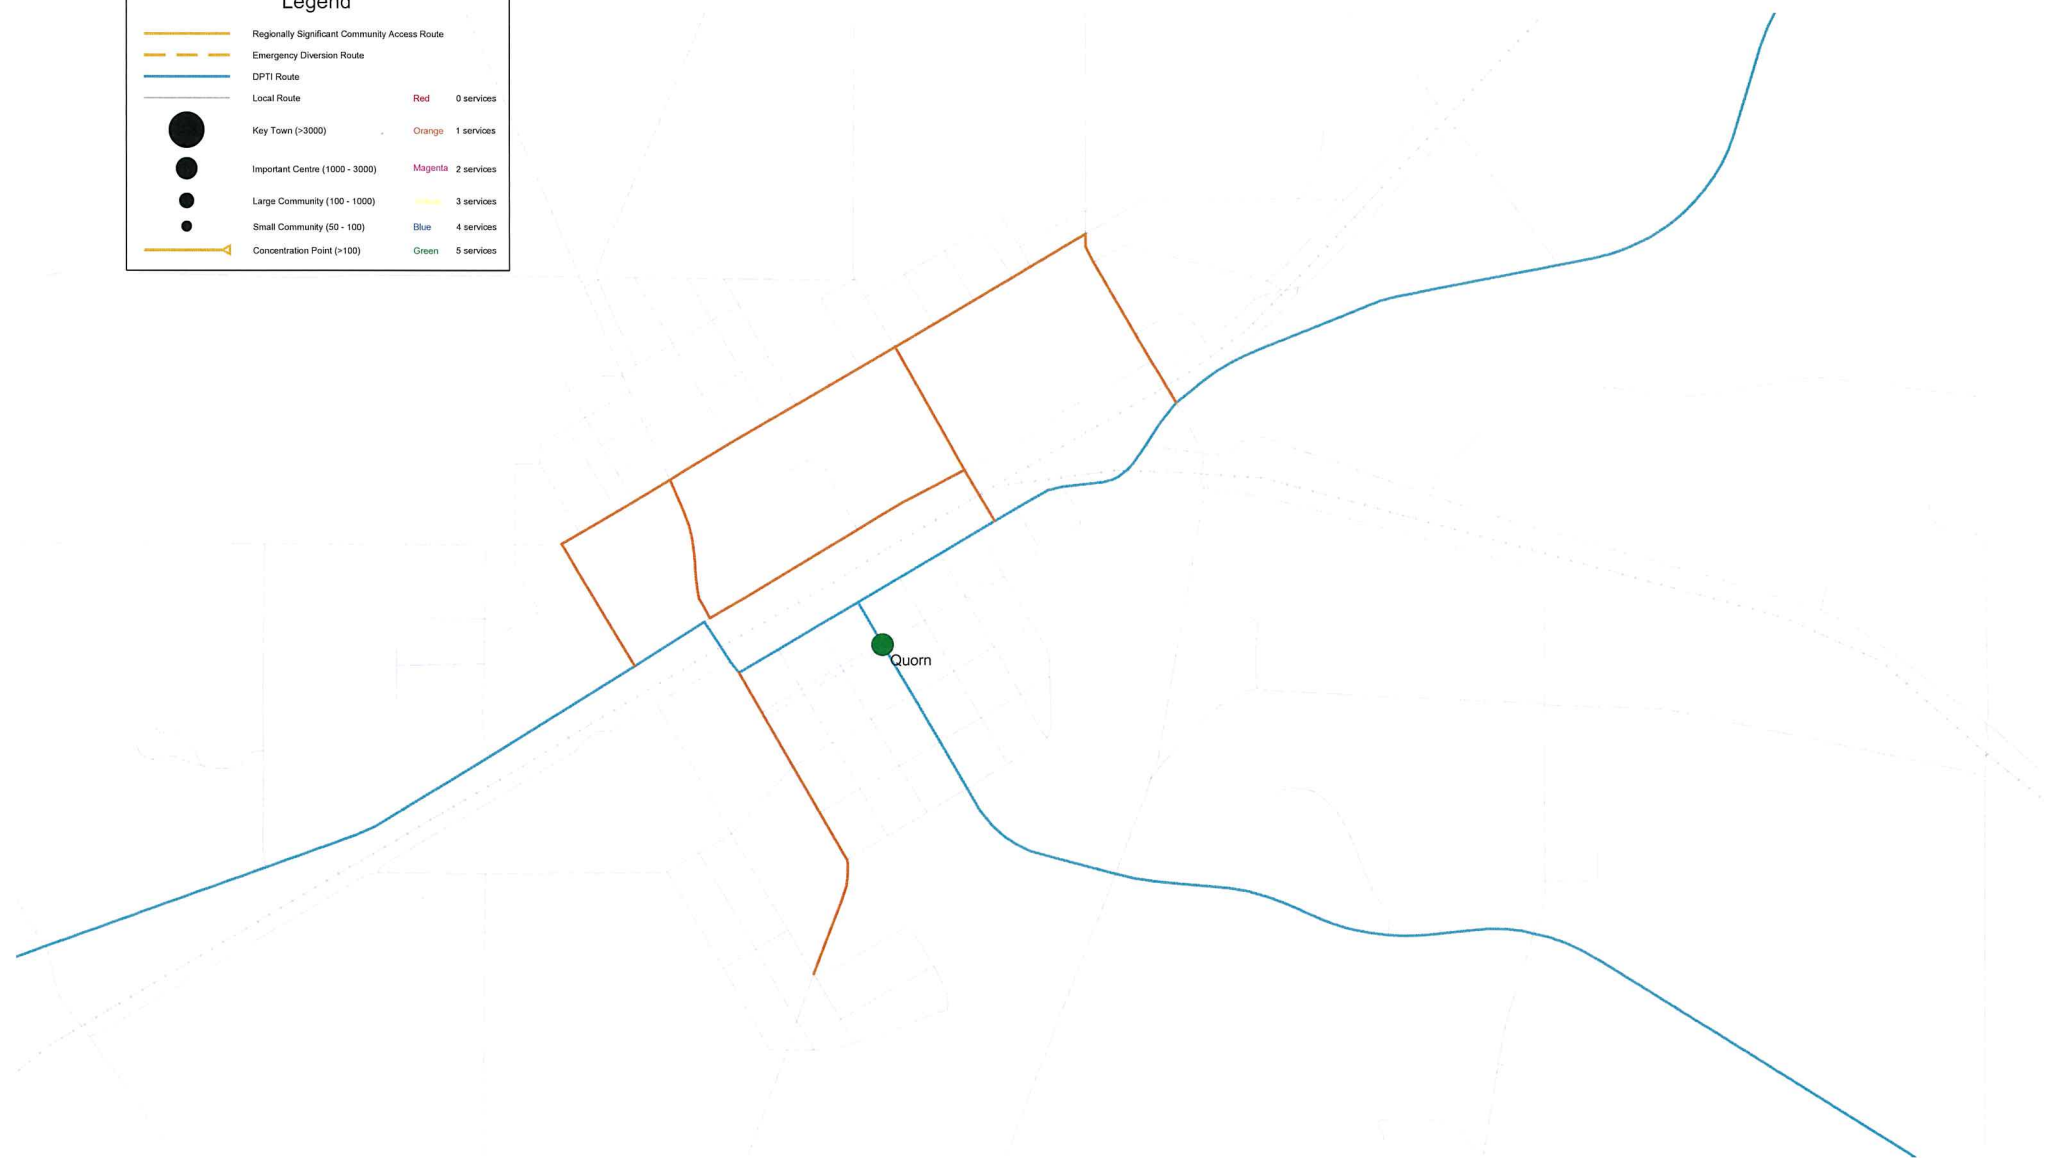 Legend
Regionally Significant Community Access Route
Emergency Diversion Route
DPTI Route
Local Route Red 0 services
Key Town (>3000) Orange 1 services
Important Centre (1000 - 3000) Magenta 2 services
Large Community (100 - 1000) 3 services
Small Community (50 - 100) Blue 4 services
Concentration Point (>100) Green 5 services
Quorn